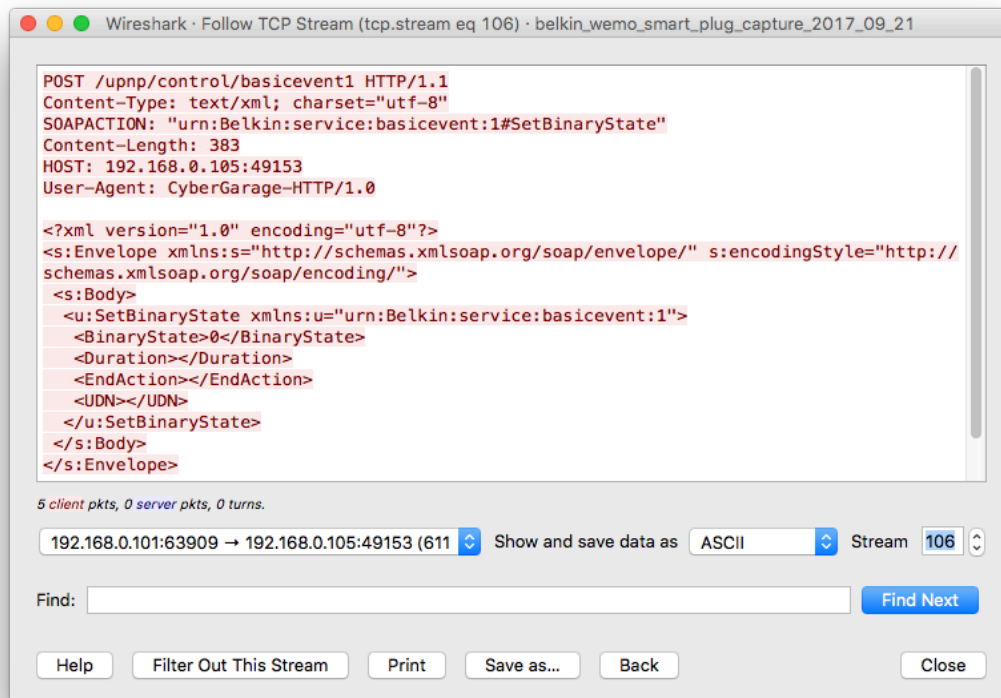 Wireshark · Follow TCP Stream (tcp.stream eq 106) · belkin_wemo_smart_plug_capture_2017_09_21
POST /upnp/control/basicevent1 HTTP/1.1
Content-Type: text/xml; charset="utf-8"
SOAPACTION: "urn:Belkin:service:basicevent:1#SetBinaryState"
Content-Length: 383
HOST: 192.168.0.105:49153
User-Agent: CyberGarage-HTTP/1.0
<?xml version="1.0" encoding="utf-8"?>
<s:Envelope xmlns:s="http://schemas.xmlsoap.org/soap/envelope/" s:encodingStyle="http://
schemas.xmlsoap.org/soap/encoding/">
<s:Body>
<u:SetBinaryState xmlns:u="urn:Belkin:service:basicevent:1">
<BinaryState>0</BinaryState>
<Duration></Duration>
<EndAction></EndAction>
<UDN></UDN>
</u:SetBinaryState>
</s:Body>
</s:Envelope>
5 client pkts, 0 server pkts, 0 turns.
192.168.0.101:63909 → 192.168.0.105:49153 (611 Show and save data as ASCII Stream 106
Find: Find Next
Help Filter Out This Stream Print Save as... Back Close